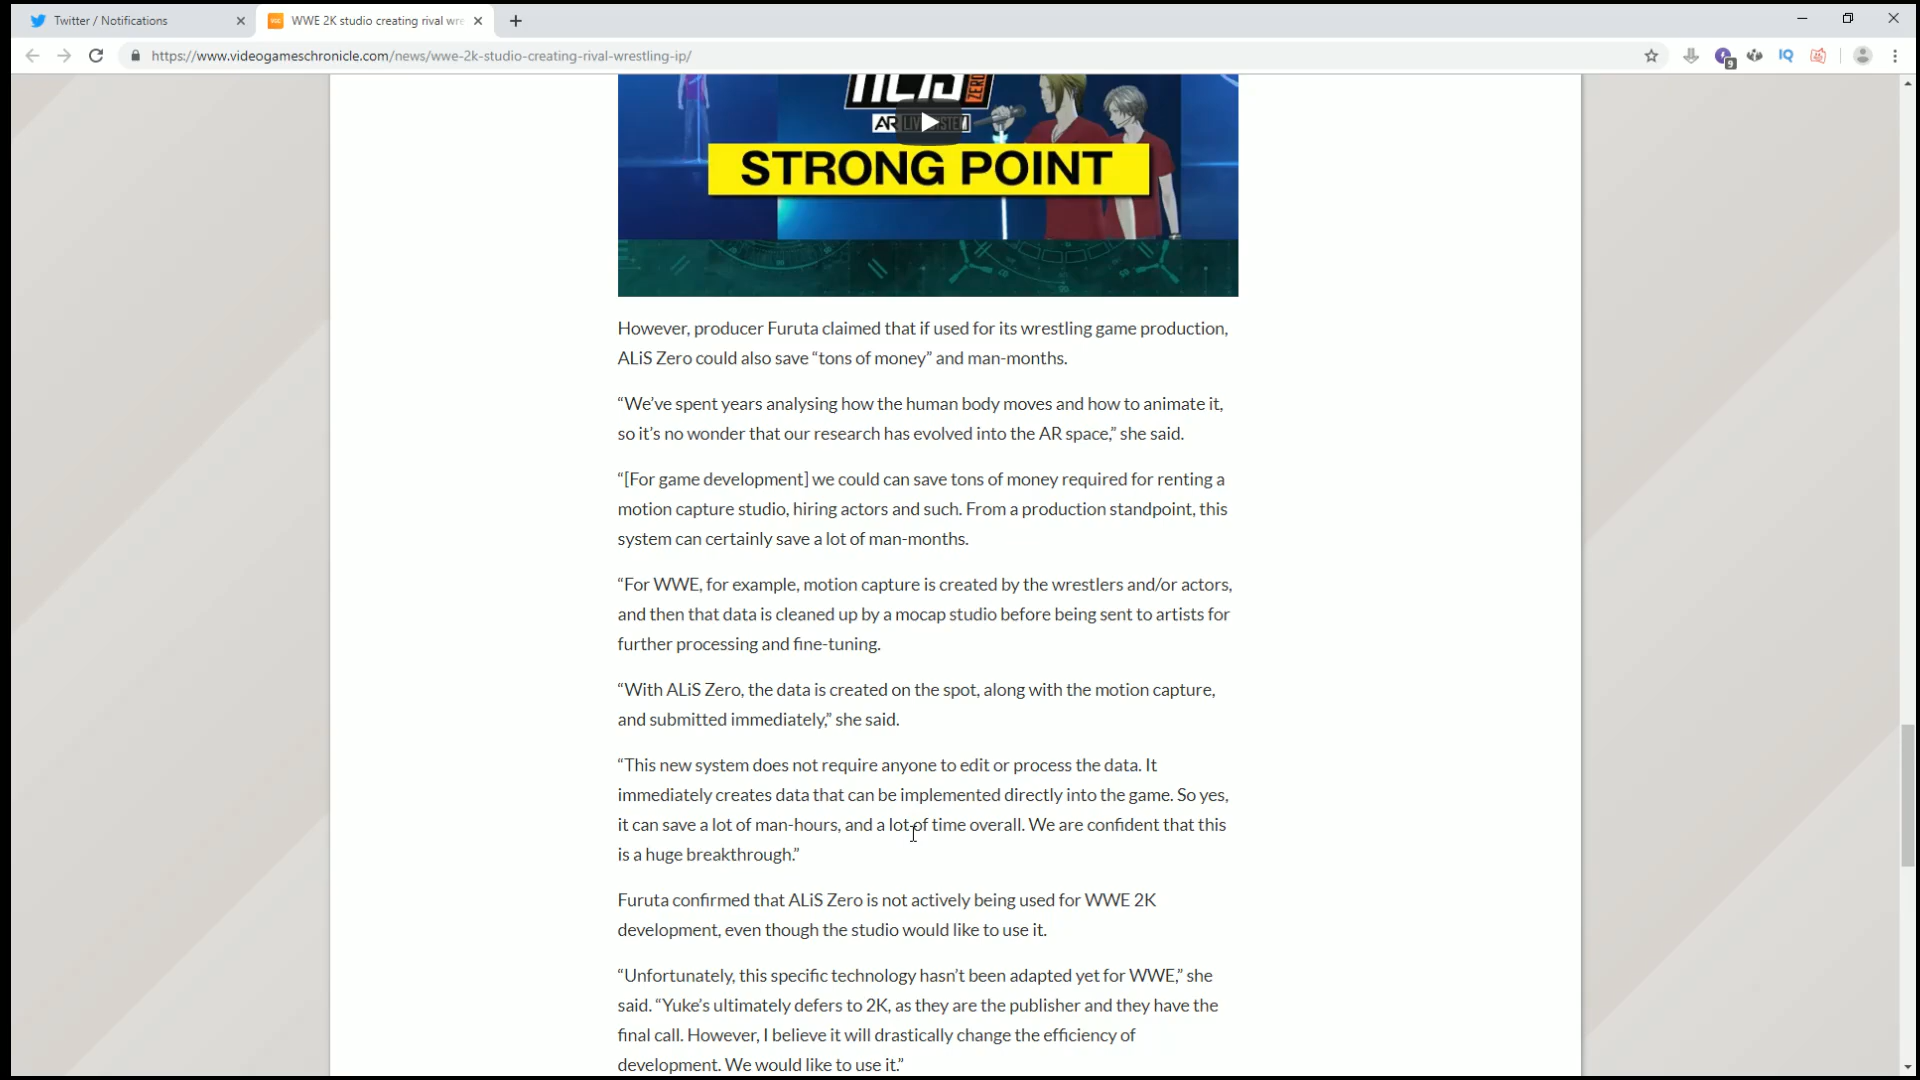 Twitter / Notifications
WWE 2K studio creating rival wre
https://www.videogameschronicle.com/news/wwe-2k-studio-creating-rival-wrestling-ip/
9
IQ
ZERO
AR LIVE SYSTEM
STRONG POINT
However, producer Furuta claimed that if used for its wrestling game production,
ALiS Zero could also save “tons of money” and man-months.
“We’ve spent years analysing how the human body moves and how to animate it,
so it’s no wonder that our research has evolved into the AR space,” she said.
“[For game development] we could can save tons of money required for renting a
motion capture studio, hiring actors and such. From a production standpoint, this
system can certainly save a lot of man-months.
“For WWE, for example, motion capture is created by the wrestlers and/or actors,
and then that data is cleaned up by a mocap studio before being sent to artists for
further processing and fine-tuning.
“With ALiS Zero, the data is created on the spot, along with the motion capture,
and submitted immediately,” she said.
“This new system does not require anyone to edit or process the data. It
immediately creates data that can be implemented directly into the game. So yes,
it can save a lot of man-hours, and a lot of time overall. We are confident that this
is a huge breakthrough.”
Furuta confirmed that ALiS Zero is not actively being used for WWE 2K
development, even though the studio would like to use it.
“Unfortunately, this specific technology hasn’t been adapted yet for WWE,” she
said. “Yuke’s ultimately defers to 2K, as they are the publisher and they have the
final call. However, I believe it will drastically change the efficiency of
development. We would like to use it.”